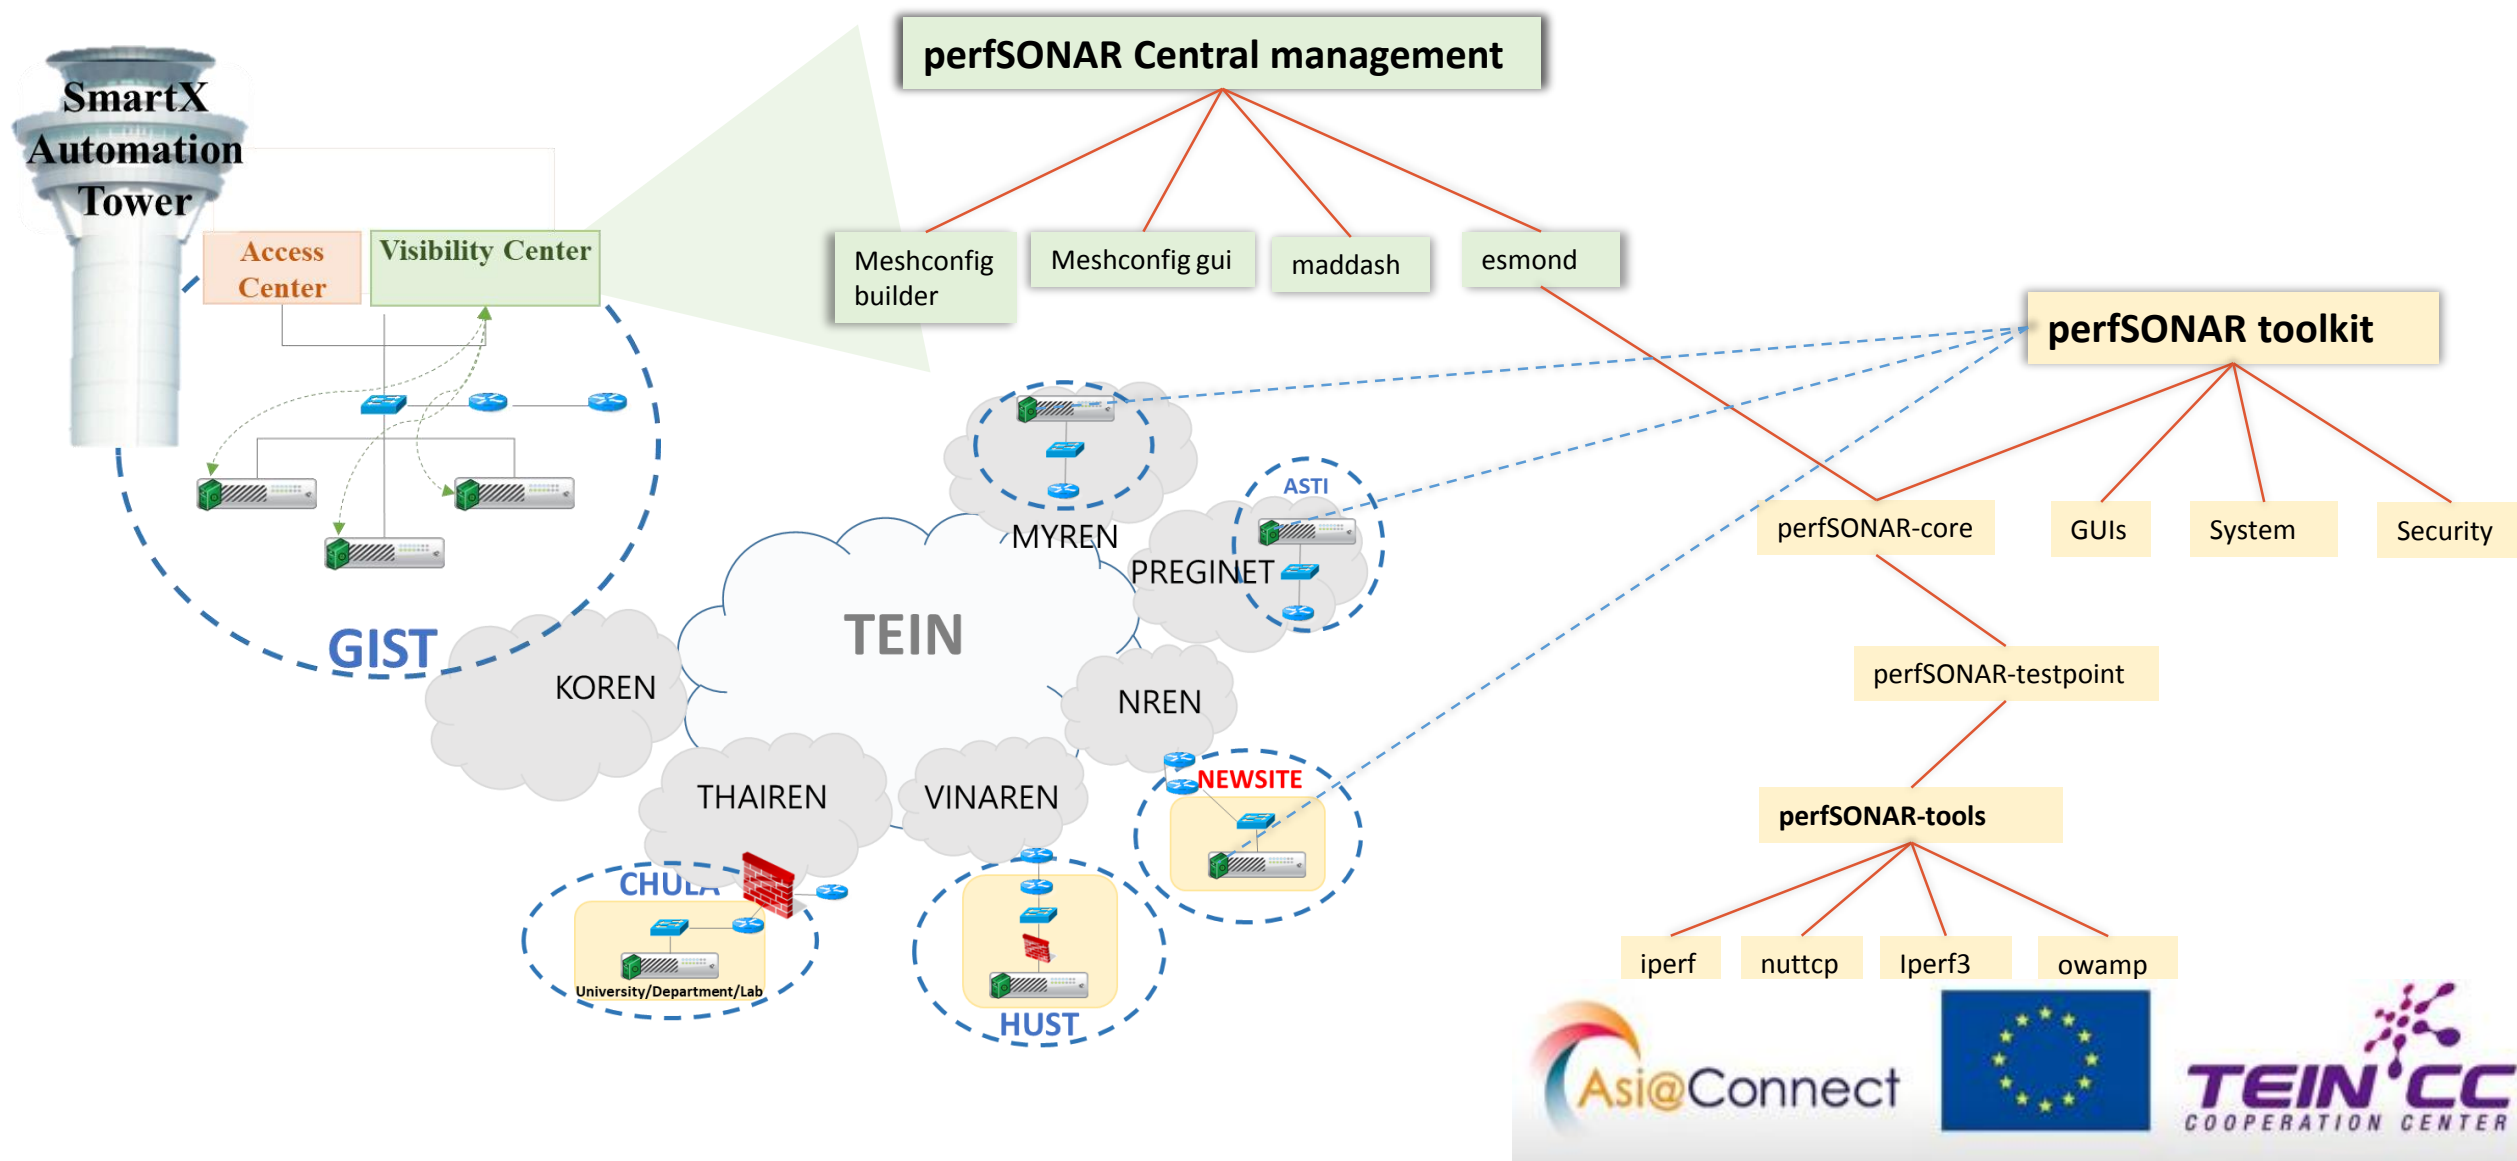 perfSONAR Central management
SmartX
Automation
Tower
Access
Center
Visibility Center
Meshconfig
builder
Meshconfig gui
maddash
esmond
perfSONAR toolkit
perfSONAR-core
GUIs
System
Security
perfSONAR-testpoint
perfSONAR-tools
iperf
nuttcp
Iperf3
owamp
GIST
KOREN
TEIN
MYREN
ASTI
PREGINET
NREN
NEWSITE
THAIREN
VINAREN
CHULA
University/Department/Lab
HUST
Asi@Connect
TEIN*CC
COOPERATION CENTER